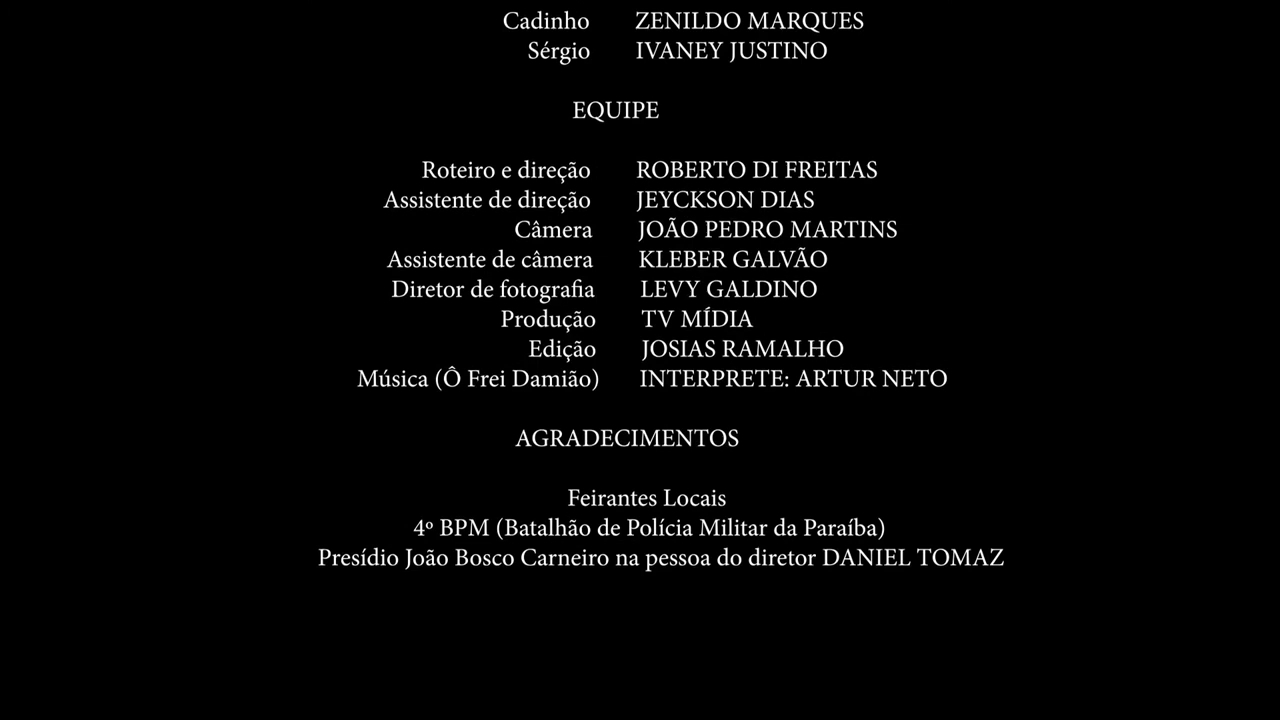 Cadinho ZENILDO MARQUES
Sérgio IVANEY JUSTINO
EQUIPE
Roteiro e direção ROBERTO DI FREITAS
Assistente de direção JEYCKSON DIAS
Câmera JOÃO PEDRO MARTINS
Assistente de câmera KLEBER GALVÃO
Diretor de fotografia LEVY GALDINO
Produção TV MÍDIA
Edição JOSIAS RAMALHO
Música (Ô Frei Damião) INTERPRETE: ARTUR NETO
AGRADECIMENTOS
Feirantes Locais
4º BPM (Batalhão de Polícia Militar da Paraíba)
Presídio João Bosco Carneiro na pessoa do diretor DANIEL TOMAZ